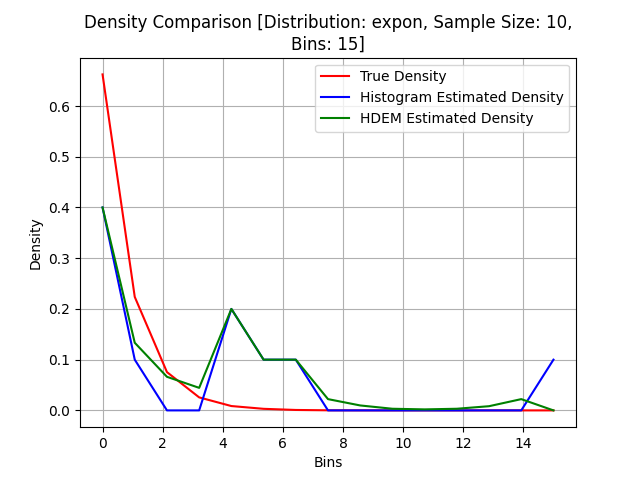 Density Comparison [Distribution: expon, Sample Size: 10,
Bins: 15]
True Density
Histogram Estimated Density
HDEM Estimated Density
Density
0.6
0.5
0.4
0.3
0.2
0.1
0.0
0 2 4 6 8 10 12 14
Bins